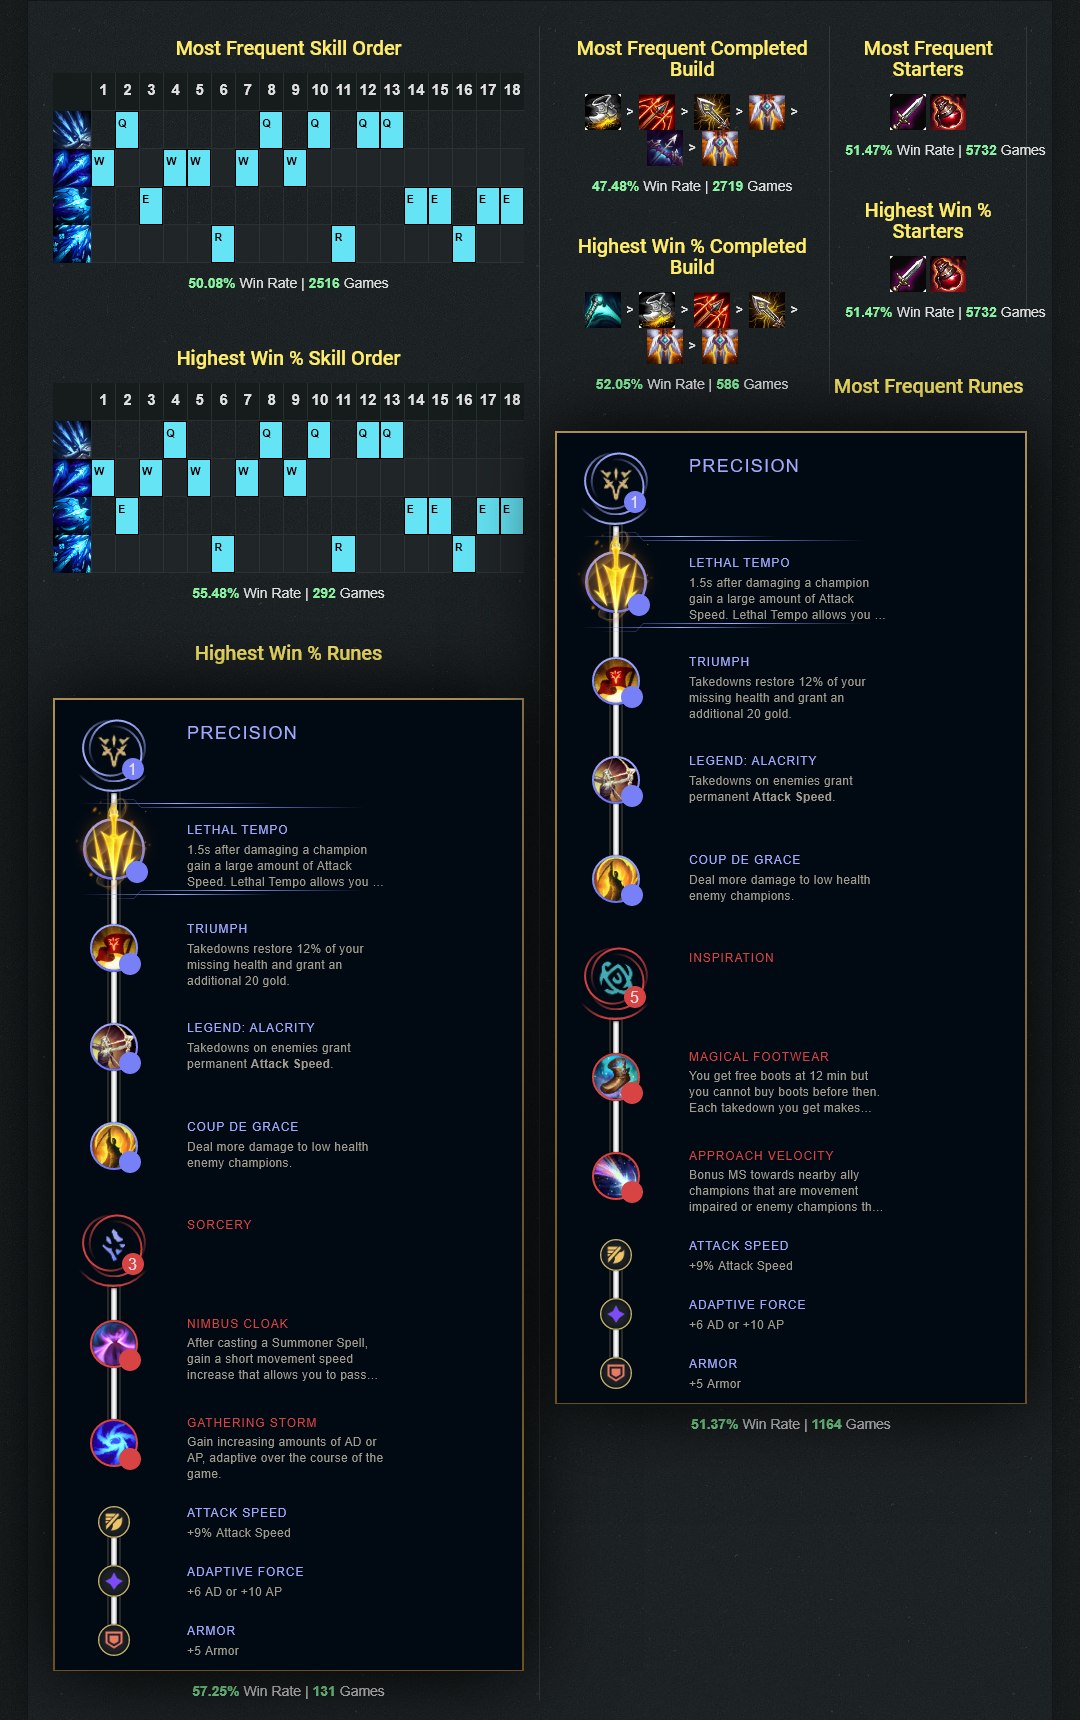 Most Frequent Skill Order
1 2 3 4 5 6 7 8 9 10 11 12 13 14 15 16 17 18
Q Q Q Q Q
W W W W W
E E E E E
R R R
50.08% Win Rate | 2516 Games
Highest Win % Skill Order
1 2 3 4 5 6 7 8 9 10 11 12 13 14 15 16 17 18
Q Q Q Q Q
W W W W W
E E E E E
R R R
55.48% Win Rate | 292 Games
Highest Win % Runes
1
PRECISION
LETHAL TEMPO
1.5s after damaging a champion
gain a large amount of Attack
Speed. Lethal Tempo allows you ...
TRIUMPH
Takedowns restore 12% of your
missing health and grant an
additional 20 gold.
LEGEND: ALACRITY
Takedowns on enemies grant
permanent Attack Speed.
COUP DE GRACE
Deal more damage to low health
enemy champions.
3
SORCERY
NIMBUS CLOAK
After casting a Summoner Spell,
gain a short movement speed
increase that allows you to pass...
GATHERING STORM
Gain increasing amounts of AD or
AP, adaptive over the course of the
game.
ATTACK SPEED
+9% Attack Speed
ADAPTIVE FORCE
+6 AD or +10 AP
ARMOR
+5 Armor
57.25% Win Rate | 131 Games
Most Frequent Completed
Build
> > > >
>
47.48% Win Rate | 2719 Games
Highest Win % Completed
Build
> > > >
>
52.05% Win Rate | 586 Games
Most Frequent
Starters
51.47% Win Rate | 5732 Games
Highest Win %
Starters
51.47% Win Rate | 5732 Games
Most Frequent Runes
1
PRECISION
LETHAL TEMPO
1.5s after damaging a champion
gain a large amount of Attack
Speed. Lethal Tempo allows you ...
TRIUMPH
Takedowns restore 12% of your
missing health and grant an
additional 20 gold.
LEGEND: ALACRITY
Takedowns on enemies grant
permanent Attack Speed.
COUP DE GRACE
Deal more damage to low health
enemy champions.
5
INSPIRATION
MAGICAL FOOTWEAR
You get free boots at 12 min but
you cannot buy boots before then.
Each takedown you get makes...
APPROACH VELOCITY
Bonus MS towards nearby ally
champions that are movement
impaired or enemy champions th...
ATTACK SPEED
+9% Attack Speed
ADAPTIVE FORCE
+6 AD or +10 AP
ARMOR
+5 Armor
51.37% Win Rate | 1164 Games